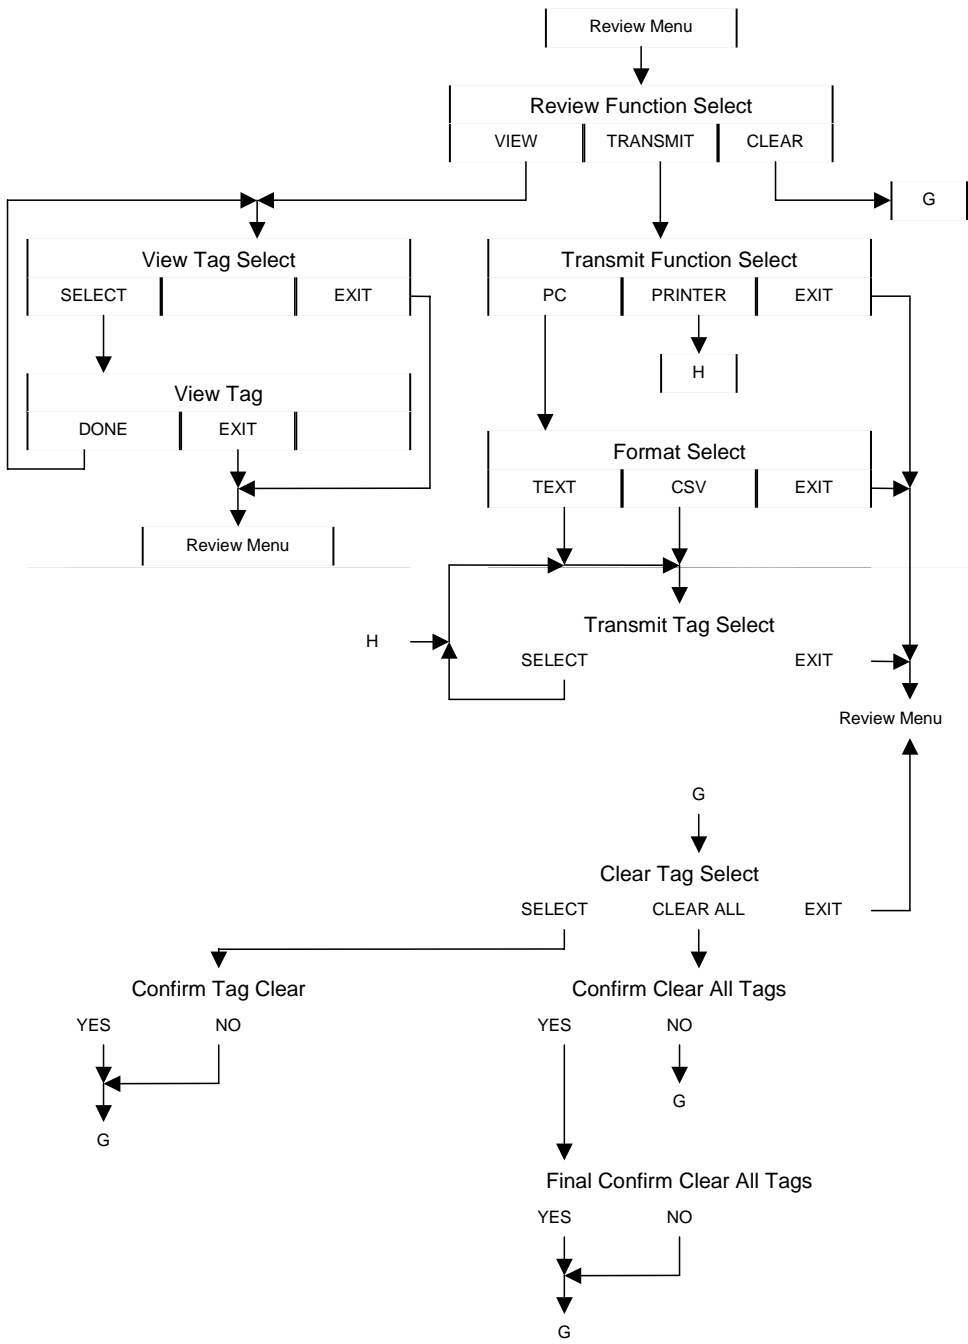 Review Menu
Review Function Select
VIEW TRANSMIT CLEAR
G
View Tag Select
SELECT EXIT
Transmit Function Select
PC PRINTER EXIT
H
View Tag
DONE EXIT
Format Select
TEXT CSV EXIT
Review Menu
Transmit Tag Select
H
SELECT EXIT
Review Menu
G
Clear Tag Select
SELECT CLEAR ALL EXIT
Confirm Tag Clear
YES NO
G
Confirm Clear All Tags
YES NO
G
Final Confirm Clear All Tags
YES NO
G